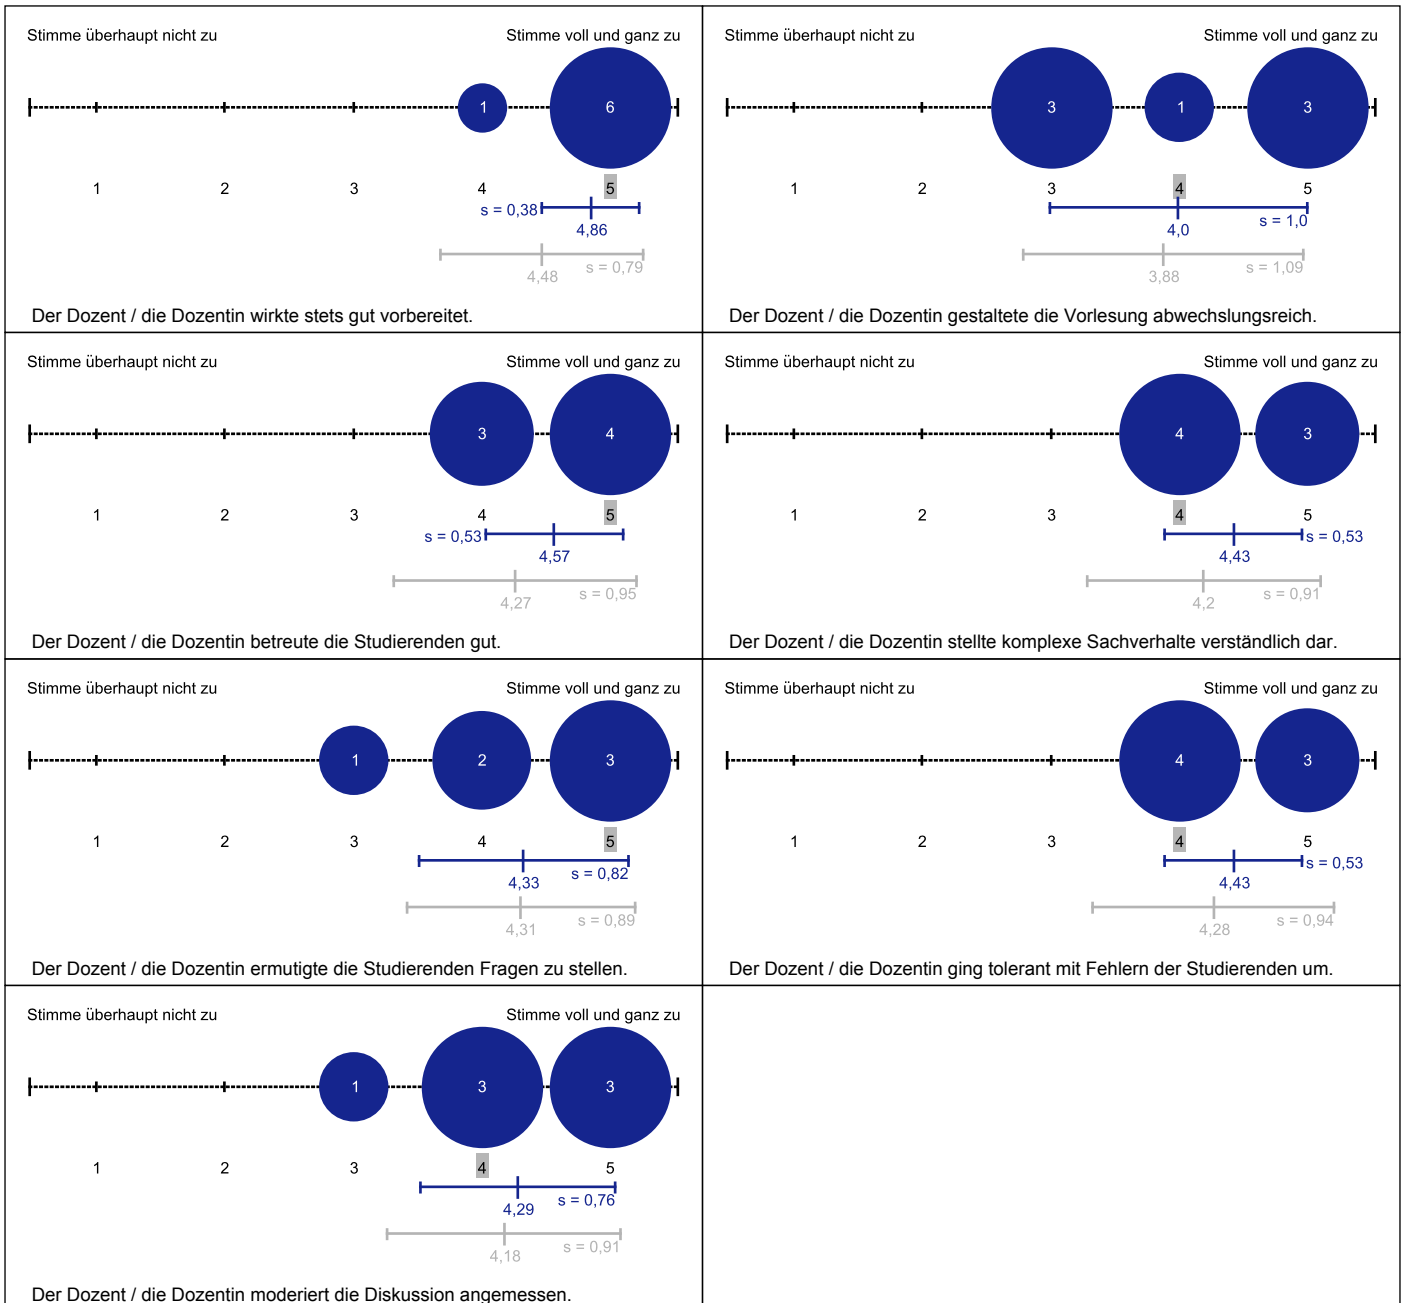 Stimme überhaupt nicht zu Stimme voll und ganz zu
1 6
1 2 3 4 5
s = 0,38
4,86
4,48 s = 0,79
Der Dozent / die Dozentin wirkte stets gut vorbereitet.
Stimme überhaupt nicht zu Stimme voll und ganz zu
3 1 3
1 2 3 4 5
4,0 s = 1,0
3,88 s = 1,09
Der Dozent / die Dozentin gestaltete die Vorlesung abwechslungsreich.
Stimme überhaupt nicht zu Stimme voll und ganz zu
3 4
1 2 3 4 5
s = 0,53
4,57
4,27 s = 0,95
Der Dozent / die Dozentin betreute die Studierenden gut.
Stimme überhaupt nicht zu Stimme voll und ganz zu
4 3
1 2 3 4 5
s = 0,53
4,43
4,2 s = 0,91
Der Dozent / die Dozentin stellte komplexe Sachverhalte verständlich dar.
Stimme überhaupt nicht zu Stimme voll und ganz zu
1 2 3
1 2 3 4 5
4,33 s = 0,82
4,31 s = 0,89
Der Dozent / die Dozentin ermutigte die Studierenden Fragen zu stellen.
Stimme überhaupt nicht zu Stimme voll und ganz zu
4 3
1 2 3 4 5
s = 0,53
4,43
4,28 s = 0,94
Der Dozent / die Dozentin ging tolerant mit Fehlern der Studierenden um.
Stimme überhaupt nicht zu Stimme voll und ganz zu
1 3 3
1 2 3 4 5
4,29 s = 0,76
4,18 s = 0,91
Der Dozent / die Dozentin moderiert die Diskussion angemessen.